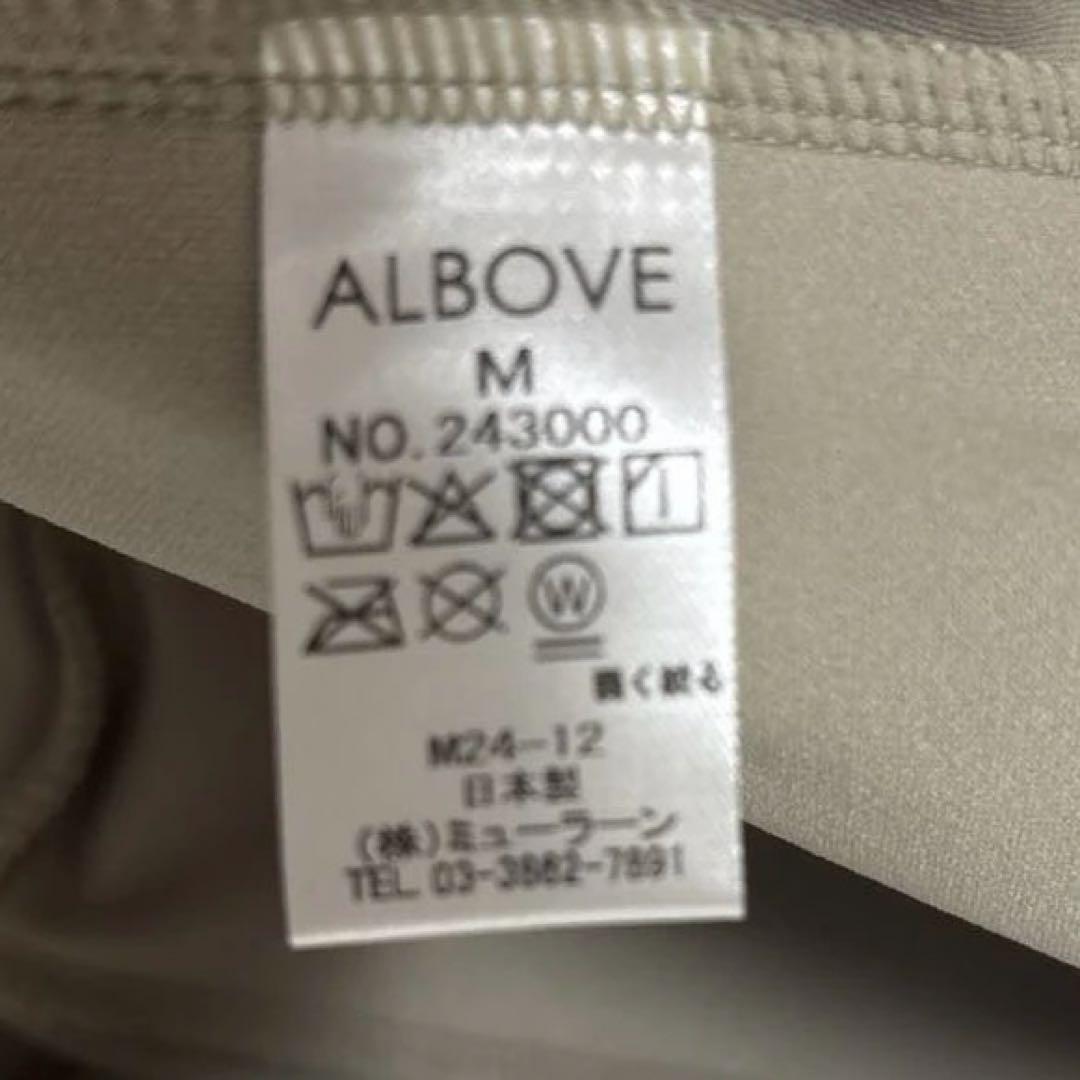 ALBOVE
M
NO.243000
W
弱く絞る
M24-12
日本製
(株)ミューラーン
TEL 03-3862-7891